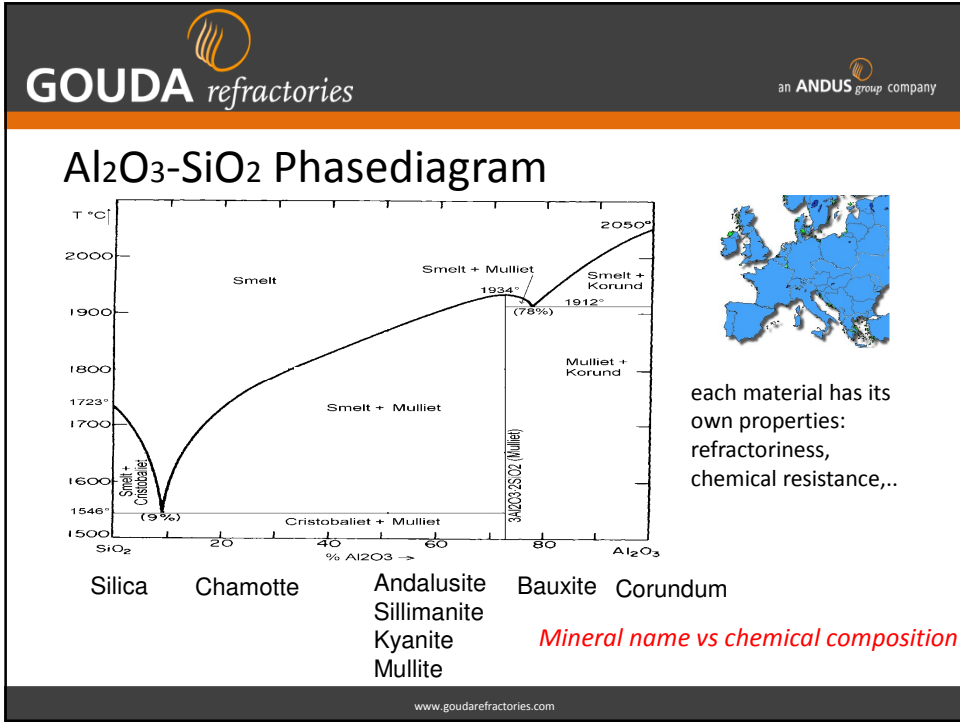 GOUDA refractories
an ANDUS group company
Al2O3-SiO2 Phasediagram
T °C↑
2050°
2000
Smelt
Smelt + Mulliet
Smelt +
Korund
1934°
1912°
1900
(78%)
1800
Mulliet +
Korund
1723°
Smelt + Mulliet
1700
Smelt +
Cristobaliet
3Al2O3·2SiO2 (Mulliet)
1600
1546°
(9%)
Cristobaliet + Mulliet
1500
SiO2
20
40
60
80
Al2O3
% Al2O3 →
each material has its
own properties:
refractoriness,
chemical resistance,..
Silica Chamotte Andalusite Bauxite Corundum
Sillimanite
Kyanite
Mullite
Mineral name vs chemical composition
www.goudarefractories.com